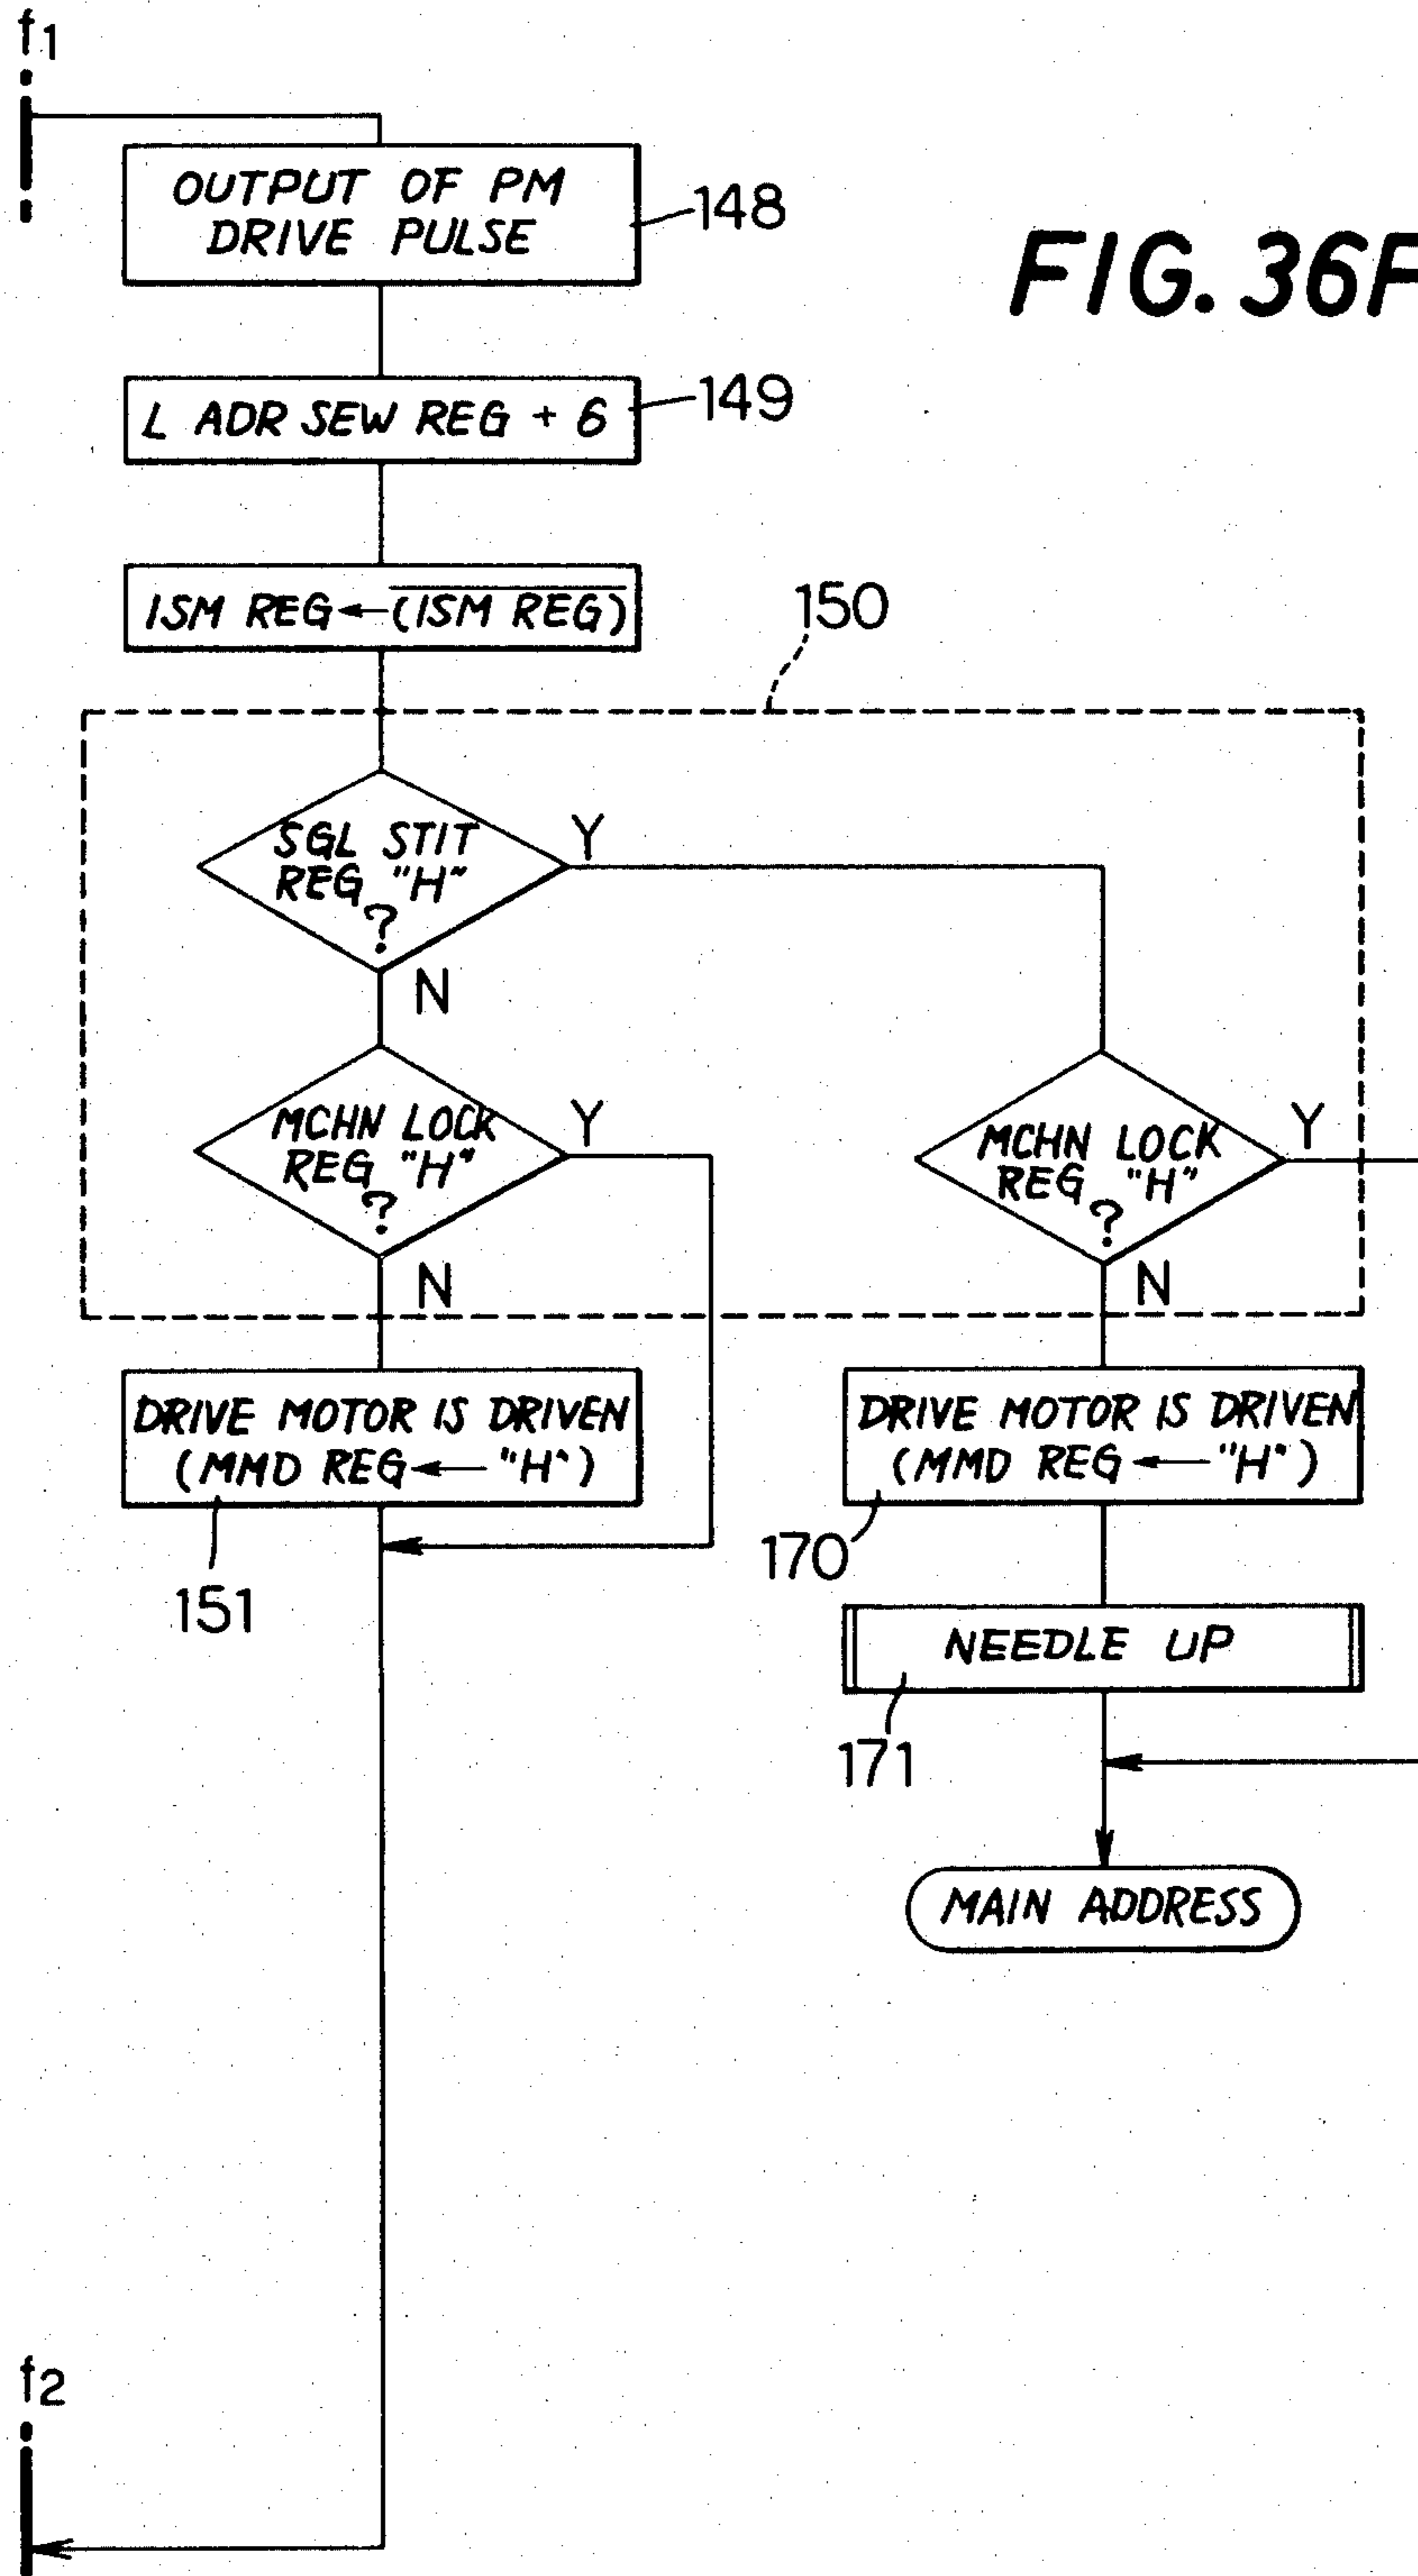 f1
OUTPUT OF PM
DRIVE PULSE
148
FIG. 36F
L ADR SEW REG + 6
149
ISM REG ← (ISM REG)
150
SGL STIT
REG "H"
?
Y
N
MCHN LOCK
REG "H"
?
Y
N
MCHN LOCK
REG "H"
?
Y
N
DRIVE MOTOR IS DRIVEN
(MMD REG ← "H")
151
DRIVE MOTOR IS DRIVEN
(MMD REG ← "H")
170
NEEDLE UP
171
MAIN ADDRESS
f2